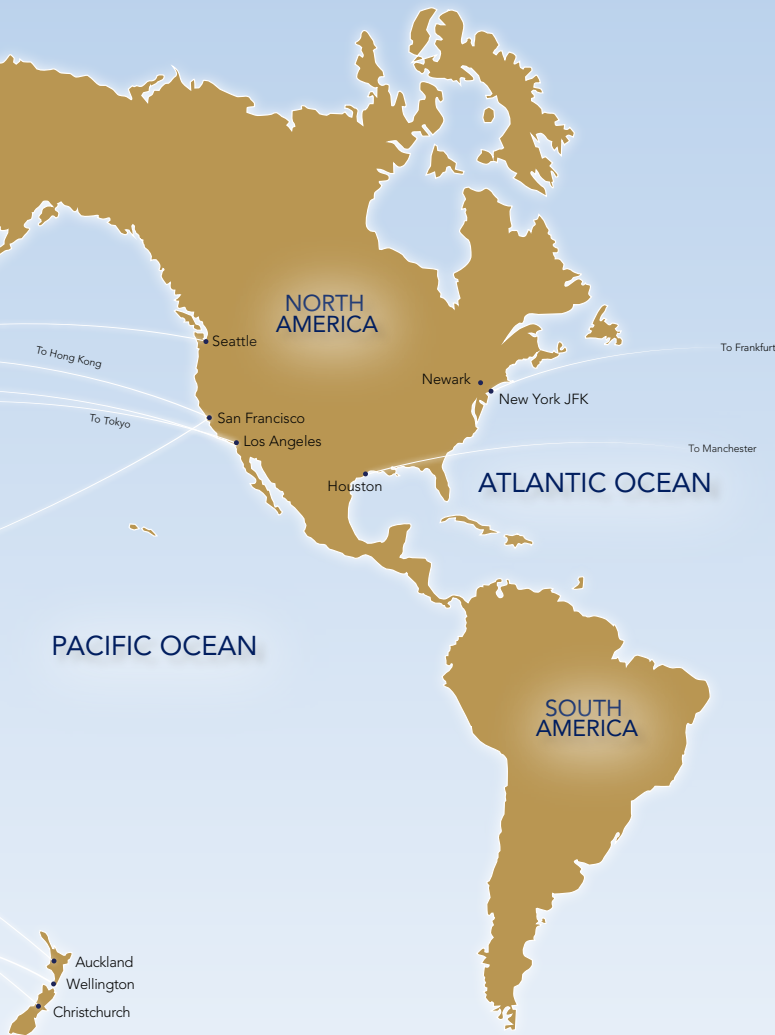 NORTH
AMERICA
Seattle
To Hong Kong
To Frankfurt
Newark
New York JFK
San Francisco
To Tokyo
Los Angeles
To Manchester
Houston
ATLANTIC OCEAN
PACIFIC OCEAN
SOUTH
AMERICA
Auckland
Wellington
Christchurch